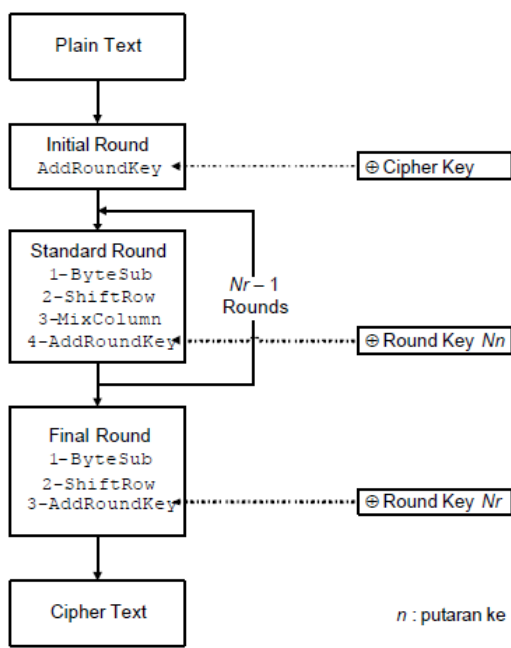 Plain Text
Initial Round
AddRoundKey
⊕ Cipher Key
Standard Round
1-ByteSub
2-ShiftRow
3-MixColumn
4-AddRoundKey
Nr – 1
Rounds
⊕ Round Key Nn
Final Round
1-ByteSub
2-ShiftRow
3-AddRoundKey
⊕ Round Key Nr
Cipher Text
n : putaran ke